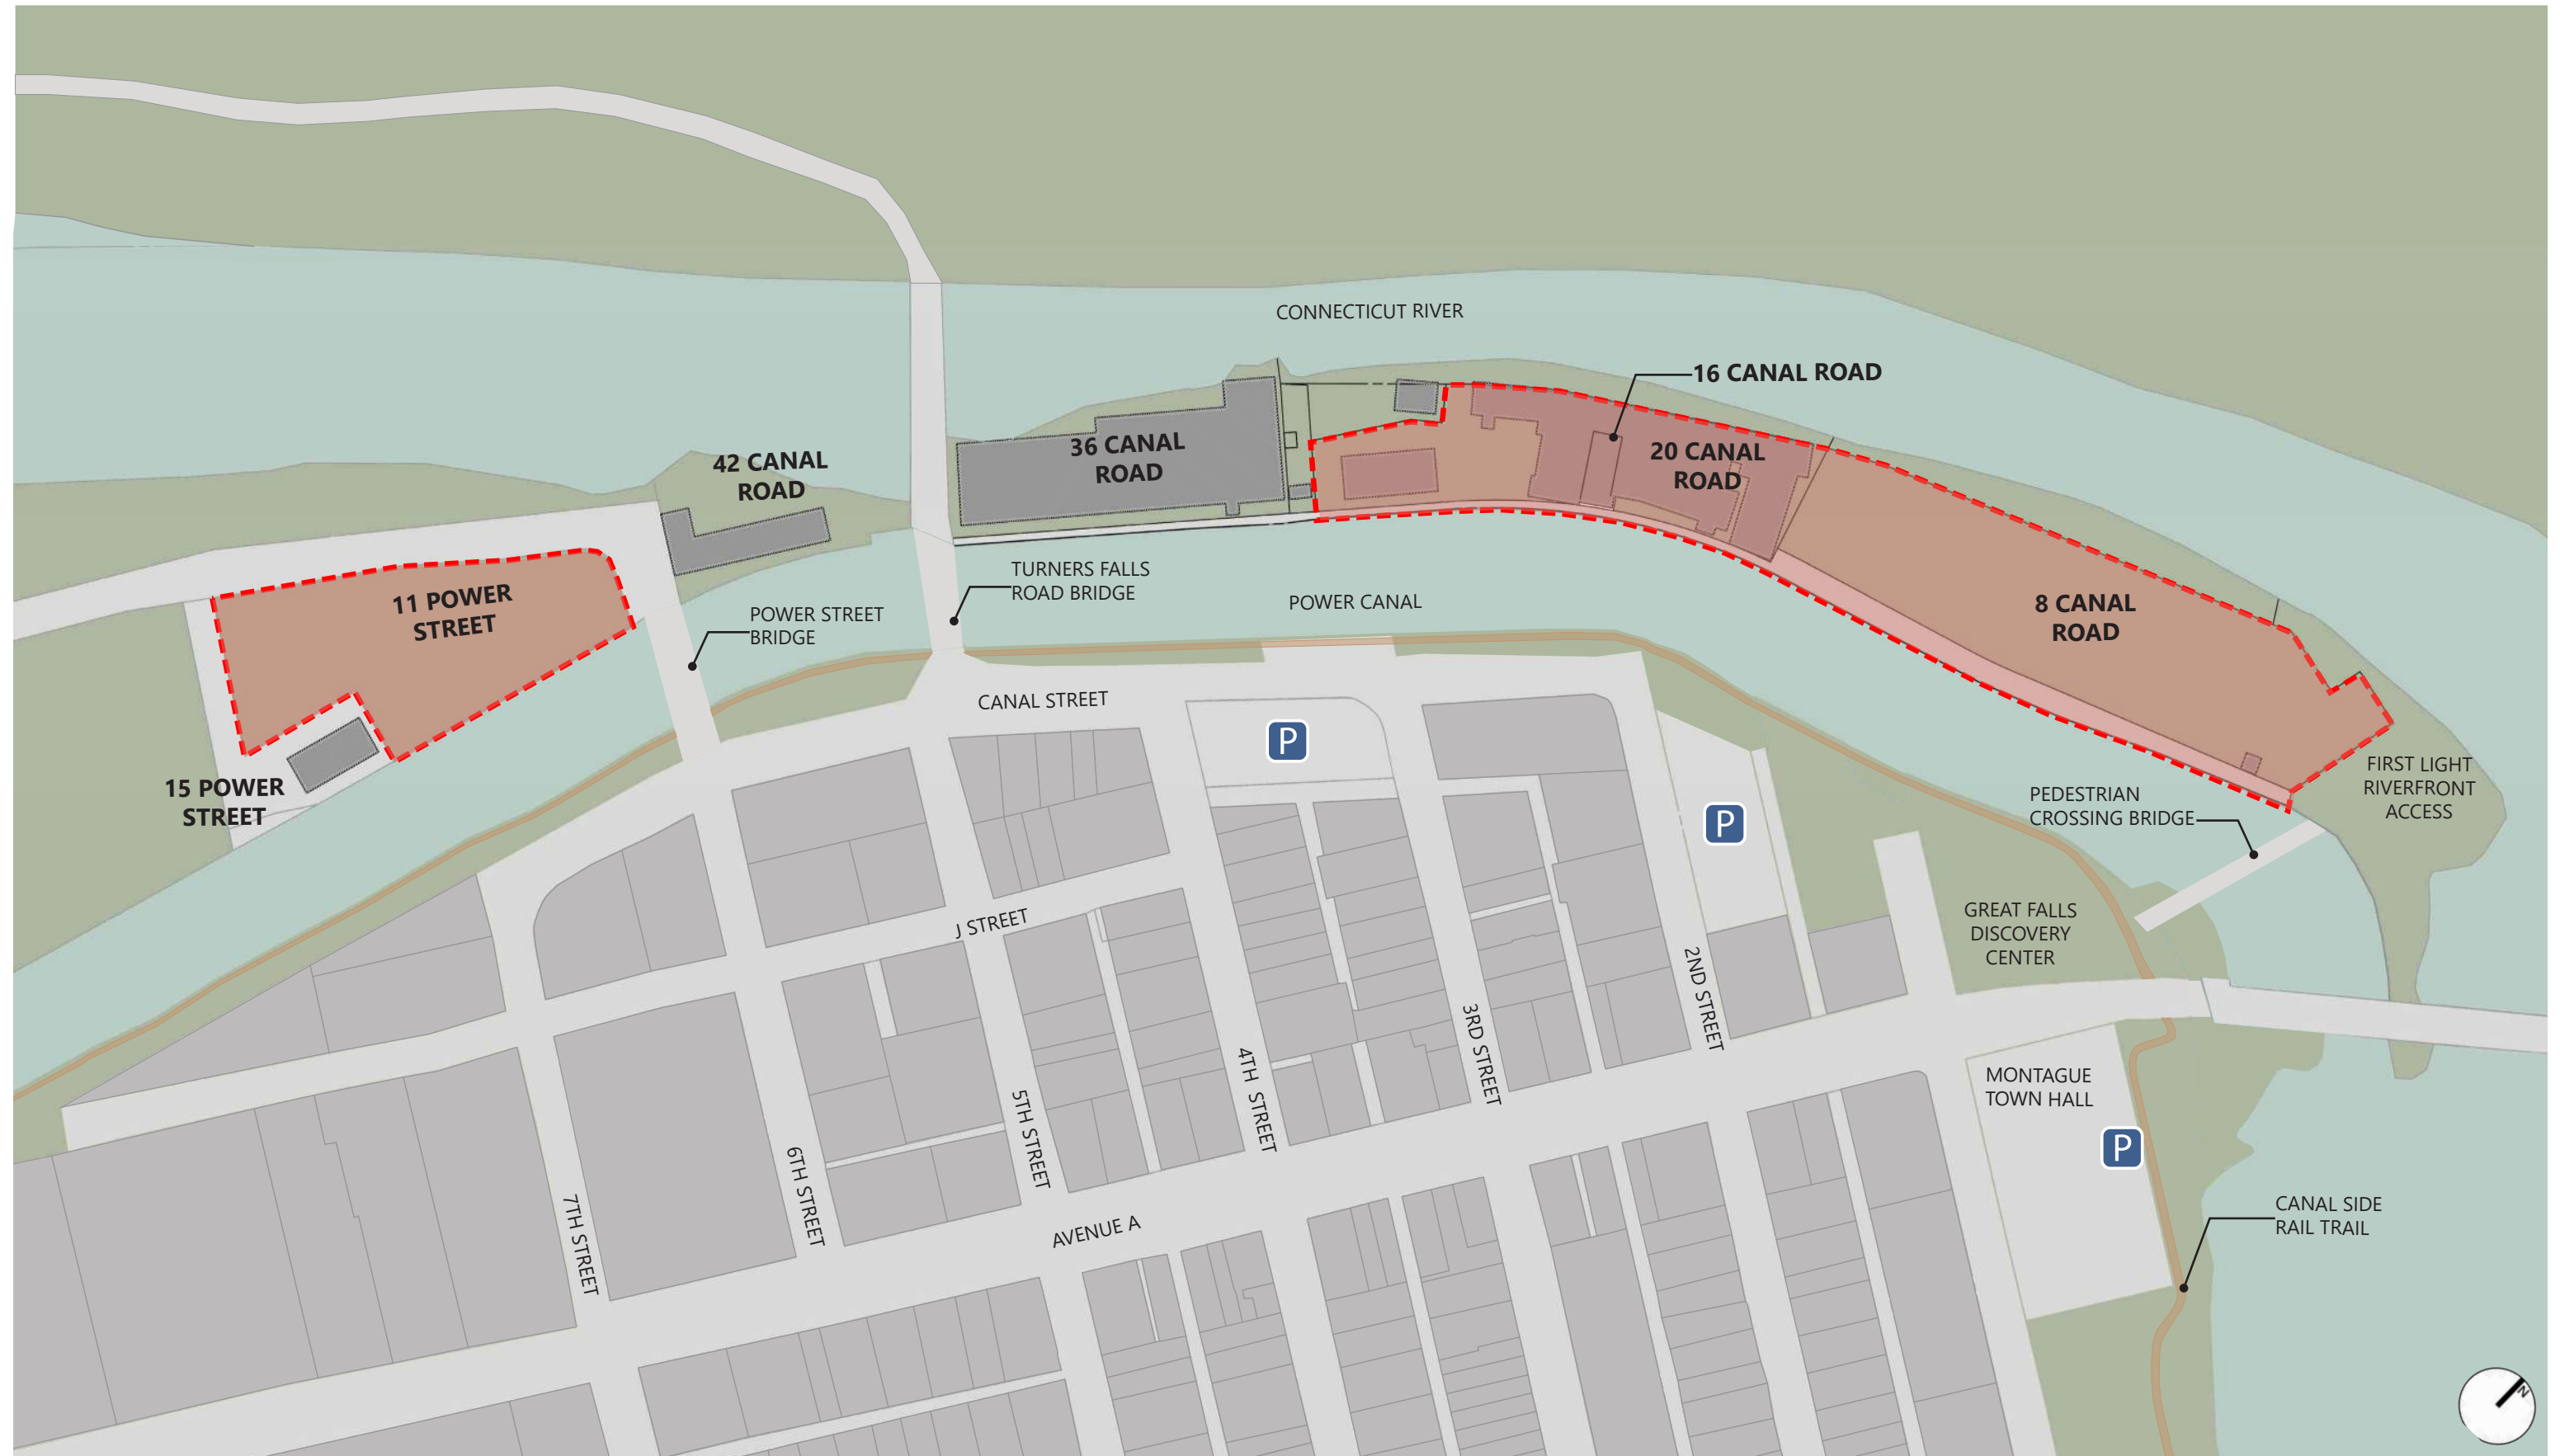 CONNECTICUT RIVER
16 CANAL ROAD
36 CANAL
ROAD
20 CANAL
ROAD
42 CANAL
ROAD
11 POWER
STREET
TURNERS FALLS
ROAD BRIDGE
POWER CANAL
8 CANAL
ROAD
POWER STREET
BRIDGE
CANAL STREET
P
15 POWER
STREET
P
PEDESTRIAN
CROSSING BRIDGE
FIRST LIGHT
RIVERFRONT
ACCESS
J STREET
GREAT FALLS
DISCOVERY
CENTER
2ND STREET
3RD STREET
4TH STREET
5TH STREET
6TH STREET
7TH STREET
MONTAGUE
TOWN HALL
P
AVENUE A
CANAL SIDE
RAIL TRAIL
N